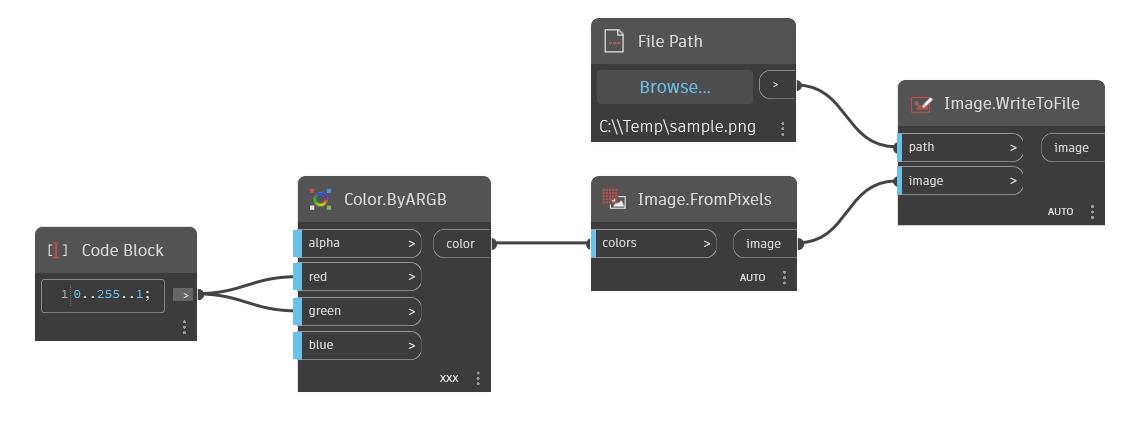 File Path
Browse...
>
C:\\Temp\sample.png
Image.WriteToFile
path >
image
image >
AUTO
Color.ByARGB
alpha >
color
red >
green >
blue >
xxx
Image.FromPixels
colors >
image
AUTO
Code Block
1 0..255..1;
>